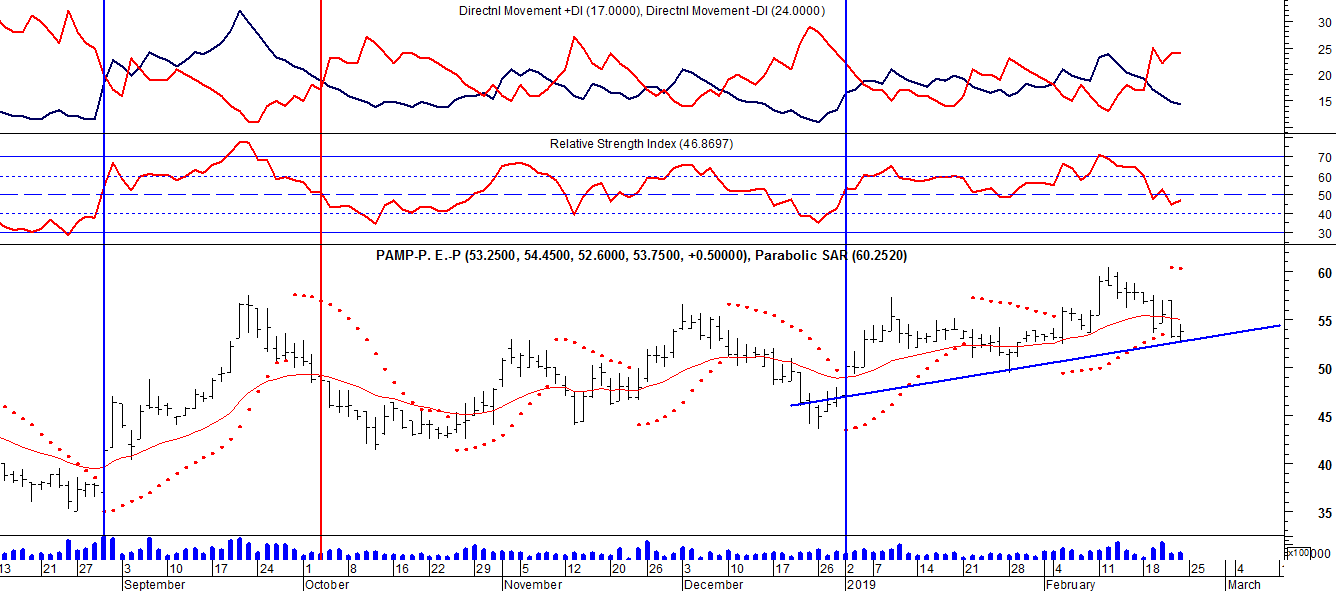 Directnl Movement +DI (17.0000), Directnl Movement -DI (24.0000)
30
25
20
15
Relative Strength Index (46.8697)
70
60
50
40
30
PAMP-P. E.-P (53.2500, 54.4500, 52.6000, 53.7500, +0.50000), Parabolic SAR (60.2520)
60
55
50
45
40
35
x100
000
13 21 27 3 10 17 24 1 8 16 22 29 5 12 20 26 3 10 17 26 2 7 14 21 28 4 11 18 25 4
September October November December 2019 February March